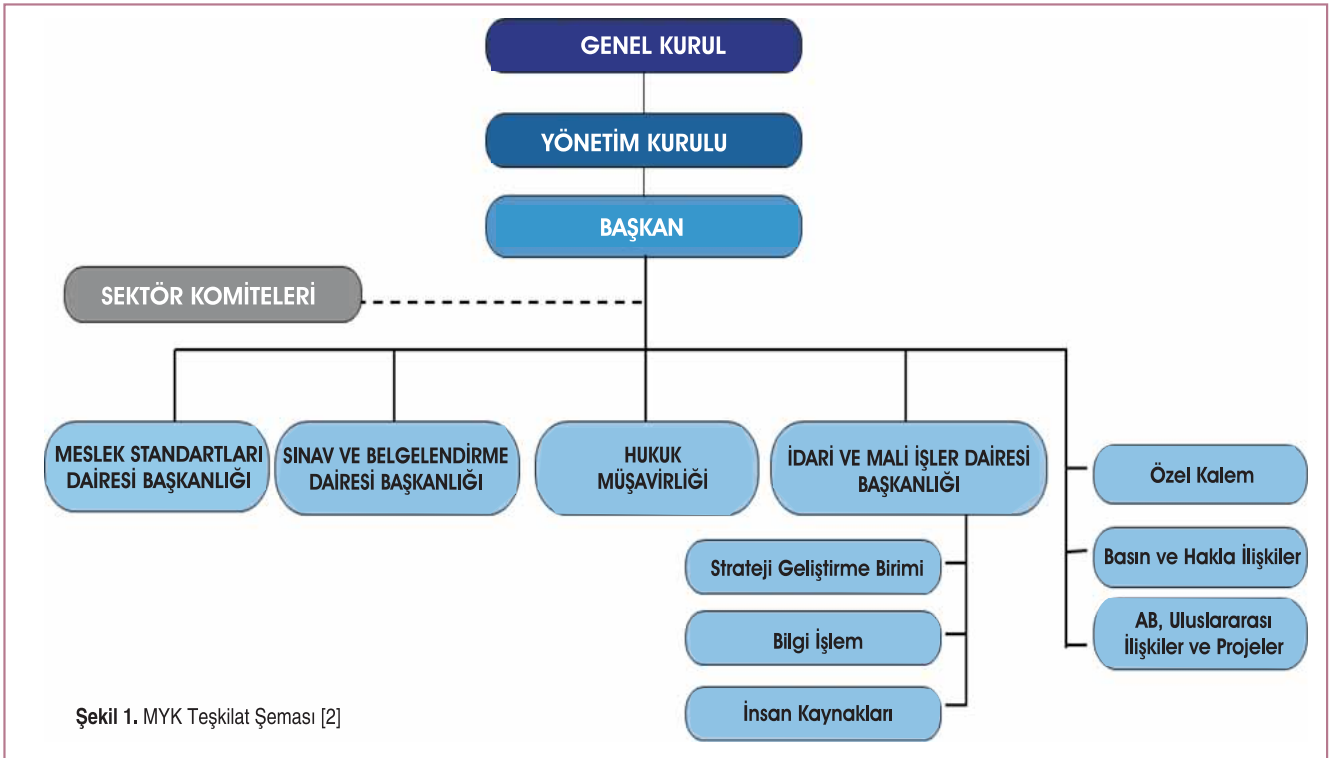 GENEL KURUL
YÖNETİM KURULU
BAŞKAN
SEKTÖR KOMİTELERİ
MESLEK STANDARTLARI
DAİRESİ BAŞKANLIĞI
SINAV VE BELGELENDİRME
DAİRESİ BAŞKANLIĞI
HUKUK
MÜŞAVİRLİĞİ
İDARİ VE MALİ İŞLER DAİRESİ
BAŞKANLIĞI
Özel Kalem
Basın ve Hakla İlişkiler
AB, Uluslararası
İlişkiler ve Projeler
Strateji Geliştirme Birimi
Bilgi İşlem
İnsan Kaynakları
Şekil 1. MYK Teşkilat Şeması [2]